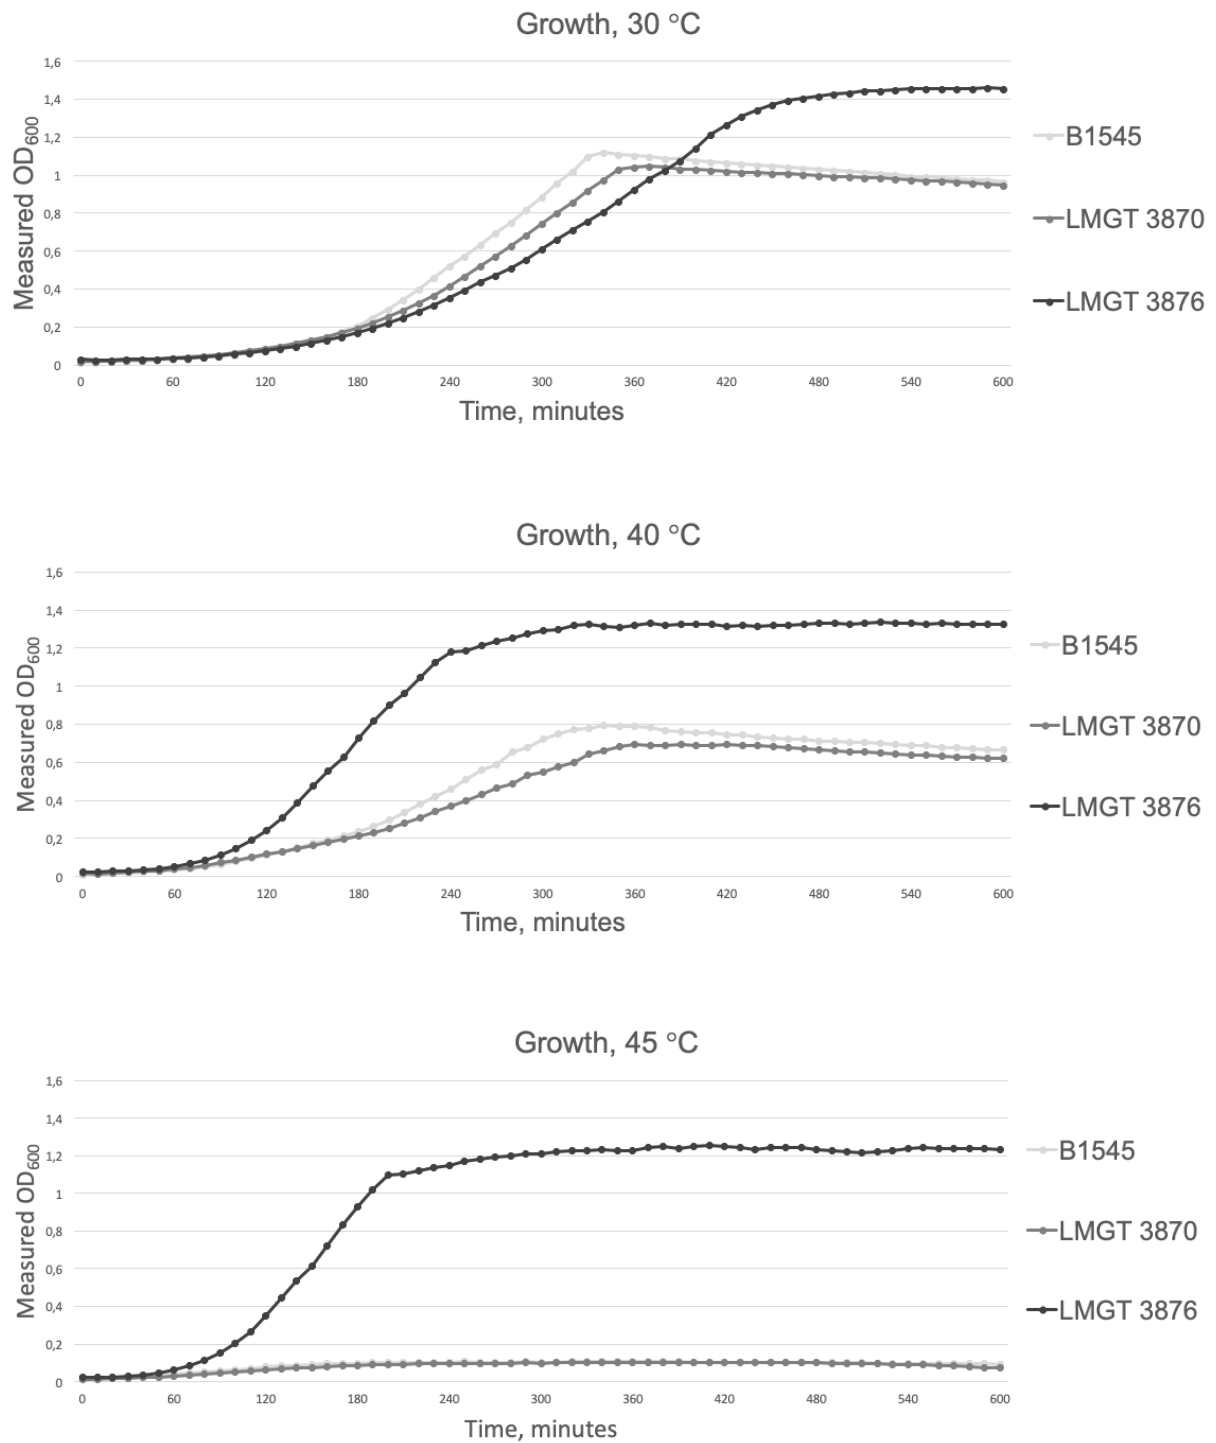 Growth, 30 °C
1,6
1,4
1,2
1
0,8
0,6
0,4
0,2
0
Measured OD600
0 60 120 180 240 300 360 420 480 540 600
Time, minutes
B1545
LMGT 3870
LMGT 3876
Growth, 40 °C
1,6
1,4
1,2
1
0,8
0,6
0,4
0,2
0
Measured OD600
0 60 120 180 240 300 360 420 480 540 600
Time, minutes
B1545
LMGT 3870
LMGT 3876
Growth, 45 °C
1,6
1,4
1,2
1
0,8
0,6
0,4
0,2
0
Measured OD600
0 60 120 180 240 300 360 420 480 540 600
Time, minutes
B1545
LMGT 3870
LMGT 3876